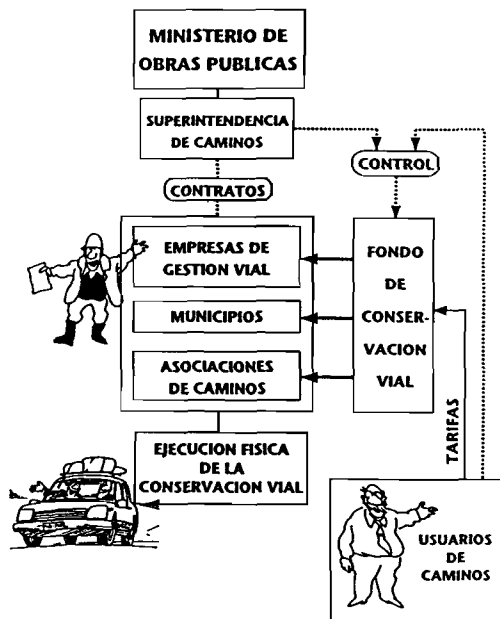 MINISTERIO DE
OBRAS PUBLICAS
SUPERINTENDENCIA
DE CAMINOS
CONTROL
CONTRATOS
EMPRESAS DE
GESTION VIAL
MUNICIPIOS
ASOCIACIONES
DE CAMINOS
FONDO
DE
CONSER-
VACION
VIAL
EJECUCION FISICA
DE LA
CONSERVACION VIAL
TARIFAS
USUARIOS
DE
CAMINOS